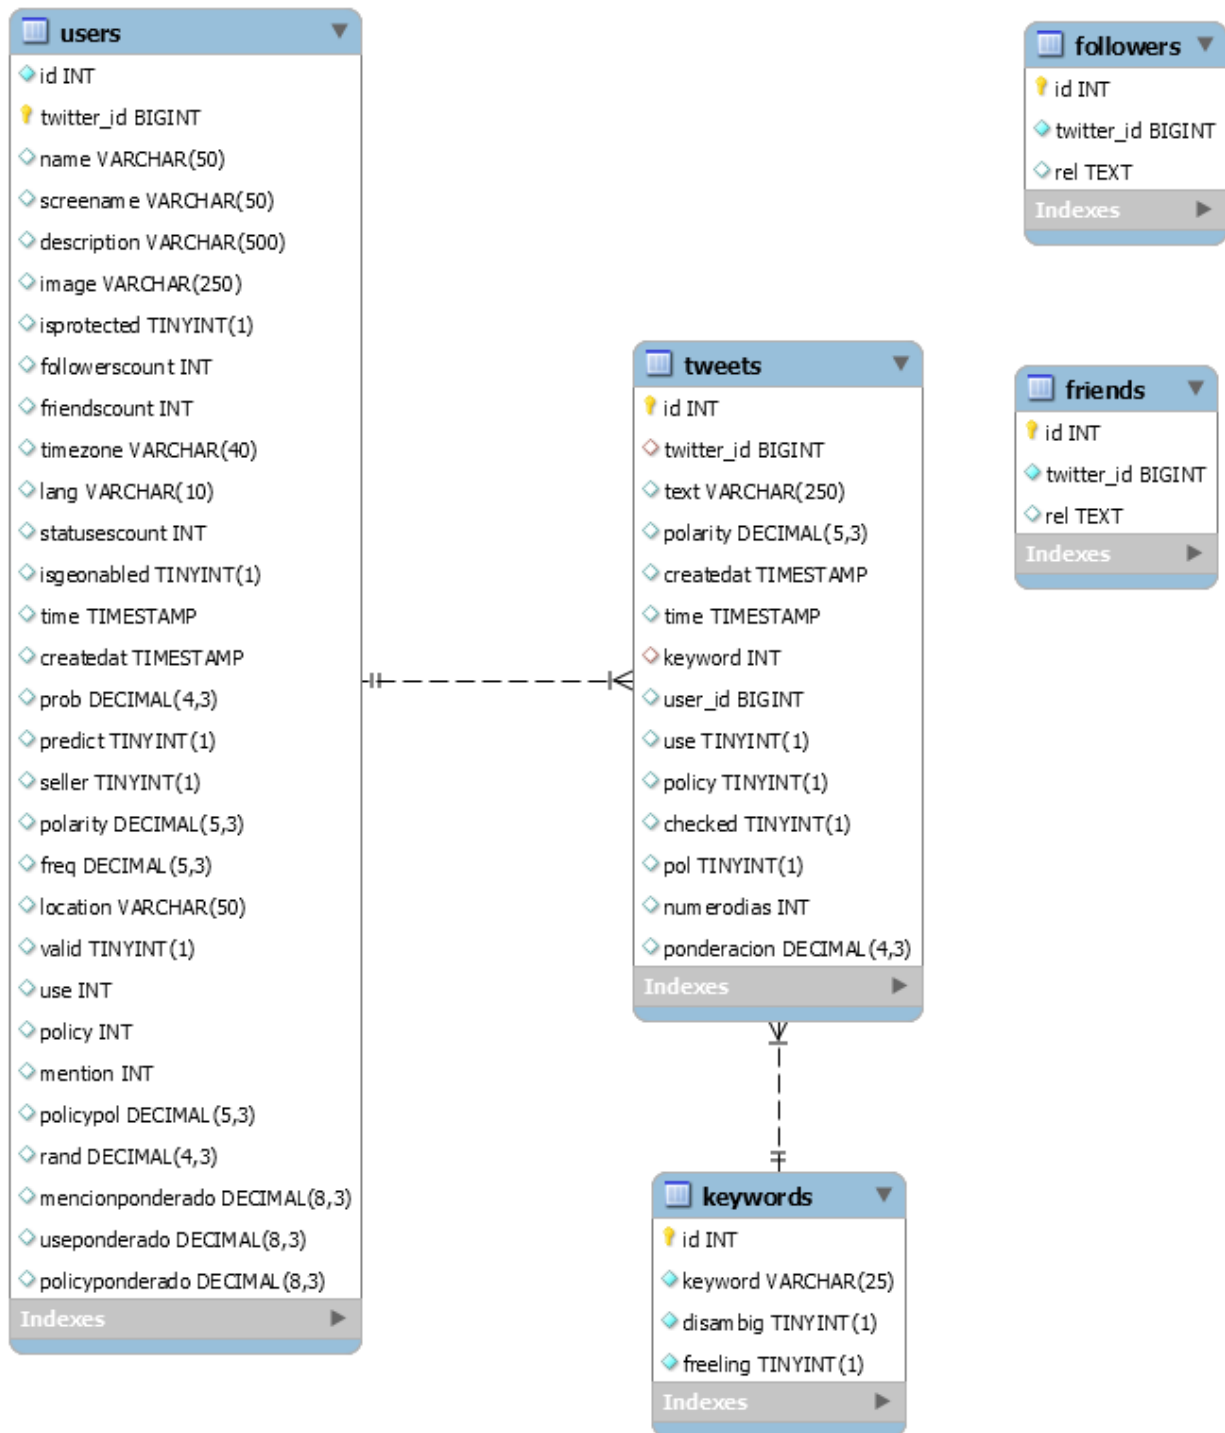 users
id INT
twitter_id BIGINT
name VARCHAR(50)
screename VARCHAR(50)
description VARCHAR(500)
image VARCHAR(250)
isprotected TINYINT(1)
followerscount INT
friendscount INT
timezone VARCHAR(40)
lang VARCHAR(10)
statusescount INT
isgeonabled TINYINT(1)
time TIMESTAMP
createdat TIMESTAMP
prob DECIMAL(4,3)
predict TINYINT(1)
seller TINYINT(1)
polarity DECIMAL(5,3)
freq DECIMAL(5,3)
location VARCHAR(50)
valid TINYINT(1)
use INT
policy INT
mention INT
policypol DECIMAL(5,3)
rand DECIMAL(4,3)
mencionponderado DECIMAL(8,3)
useponderado DECIMAL(8,3)
policyponderado DECIMAL(8,3)
Indexes
tweets
id INT
twitter_id BIGINT
text VARCHAR(250)
polarity DECIMAL(5,3)
createdat TIMESTAMP
time TIMESTAMP
keyword INT
user_id BIGINT
use TINYINT(1)
policy TINYINT(1)
checked TINYINT(1)
pol TINYINT(1)
numerodias INT
ponderacion DECIMAL(4,3)
Indexes
keywords
id INT
keyword VARCHAR(25)
disambig TINYINT(1)
freeling TINYINT(1)
Indexes
followers
id INT
twitter_id BIGINT
rel TEXT
Indexes
friends
id INT
twitter_id BIGINT
rel TEXT
Indexes